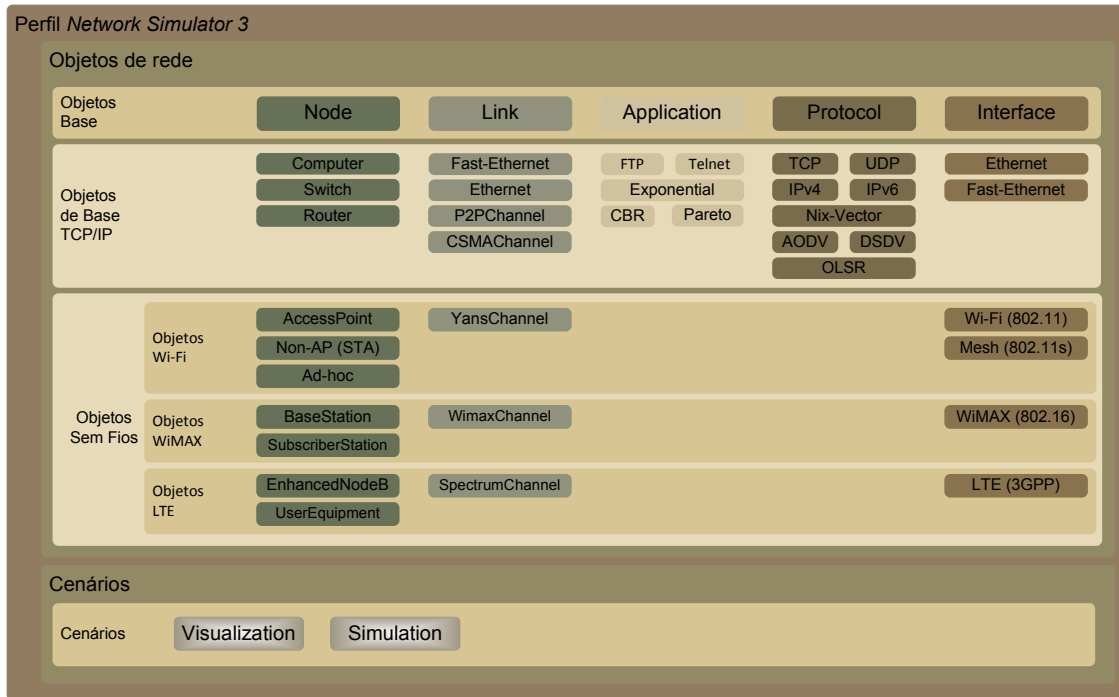 Perfil Network Simulator 3
Objetos de rede
Objetos
Base
Node
Link
Application
Protocol
Interface
Objetos
de Base
TCP/IP
Computer
Switch
Router
Fast-Ethernet
Ethernet
P2PChannel
CSMAChannel
FTP
Telnet
Exponential
CBR
Pareto
TCP
UDP
IPv4
IPv6
Nix-Vector
AODV
DSDV
OLSR
Ethernet
Fast-Ethernet
Objetos
Sem Fios
Objetos
Wi-Fi
AccessPoint
Non-AP (STA)
Ad-hoc
YansChannel
Wi-Fi (802.11)
Mesh (802.11s)
Objetos
WiMAX
BaseStation
SubscriberStation
WimaxChannel
WiMAX (802.16)
Objetos
LTE
EnhancedNodeB
UserEquipment
SpectrumChannel
LTE (3GPP)
Cenários
Cenários
Visualization
Simulation